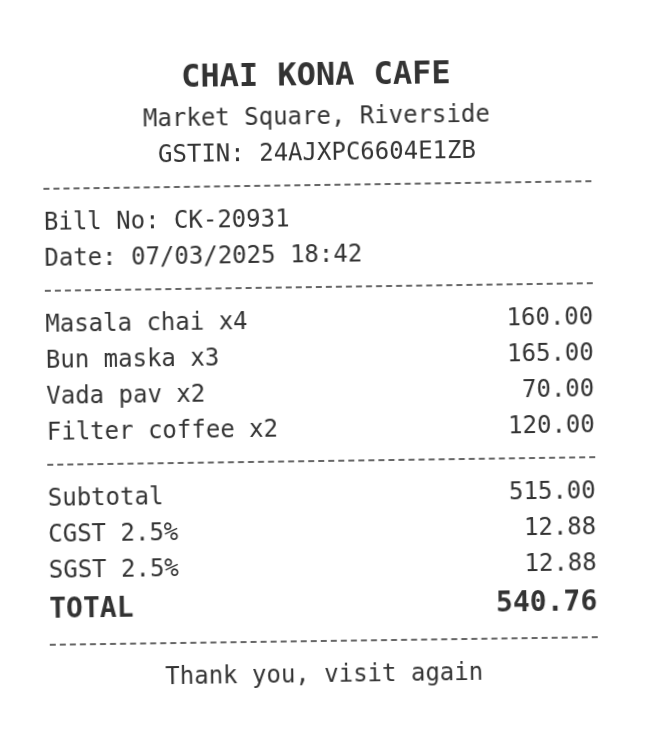 CHAI KONA CAFE
Market Square, Riverside
GSTIN: 24AJXPC6604E1ZB
Bill No: CK-20931
Date: 07/03/2025 18:42
Masala chai x4 160.00
Bun maska x3 165.00
Vada pav x2 70.00
Filter coffee x2 120.00
Subtotal 515.00
CGST 2.5% 12.88
SGST 2.5% 12.88
TOTAL 540.76
Thank you, visit again